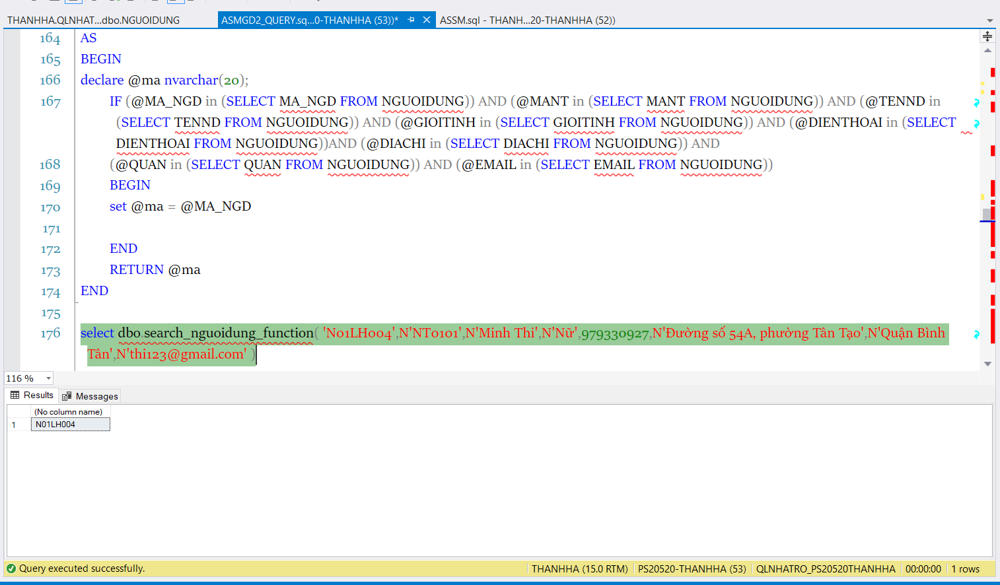 THANHHA.QLNHAT...dbo.NGUOIDUNG
ASMGD2_QUERY.sq...0-THANHHA (53))*
ASSM.sql - THANH...20-THANHHA (52))
164 AS
165 BEGIN
166 declare @ma nvarchar(20);
167 IF (@MA_NGD in (SELECT MA_NGD FROM NGUOIDUNG)) AND (@MANT in (SELECT MANT FROM NGUOIDUNG)) AND (@TENND in
(SELECT TENND FROM NGUOIDUNG)) AND (@GIOITINH in (SELECT GIOITINH FROM NGUOIDUNG)) AND (@DIENTHOAI in (SELECT
DIENTHOAI FROM NGUOIDUNG))AND (@DIACHI in (SELECT DIACHI FROM NGUOIDUNG)) AND
168 (@QUAN in (SELECT QUAN FROM NGUOIDUNG)) AND (@EMAIL in (SELECT EMAIL FROM NGUOIDUNG))
169 BEGIN
170 set @ma = @MA_NGD
171
172 END
173 RETURN @ma
174 END
175
176 select dbo.search_nguoidung_function( 'N01LH004',N'NT0101',N'Minh Thi',N'Nữ',979330927,N'Đường số 54A, phường Tân Tạo',N'Quận Bình
Tân',N'thi123@gmail.com' )
116 %
Results Messages
(No column name)
1 N01LH004
Query executed successfully. THANHHA (15.0 RTM) PS20520-THANHHA (53) QLNHATRO_PS20520THANHHA 00:00:00 1 rows